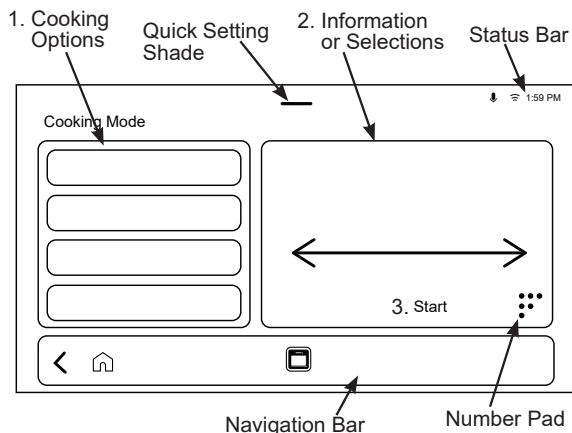 1. Cooking
Options
Quick Setting
Shade
2. Information
or Selections
Status Bar
1:59 PM
Cooking Mode
3. Start
Navigation Bar
Number Pad